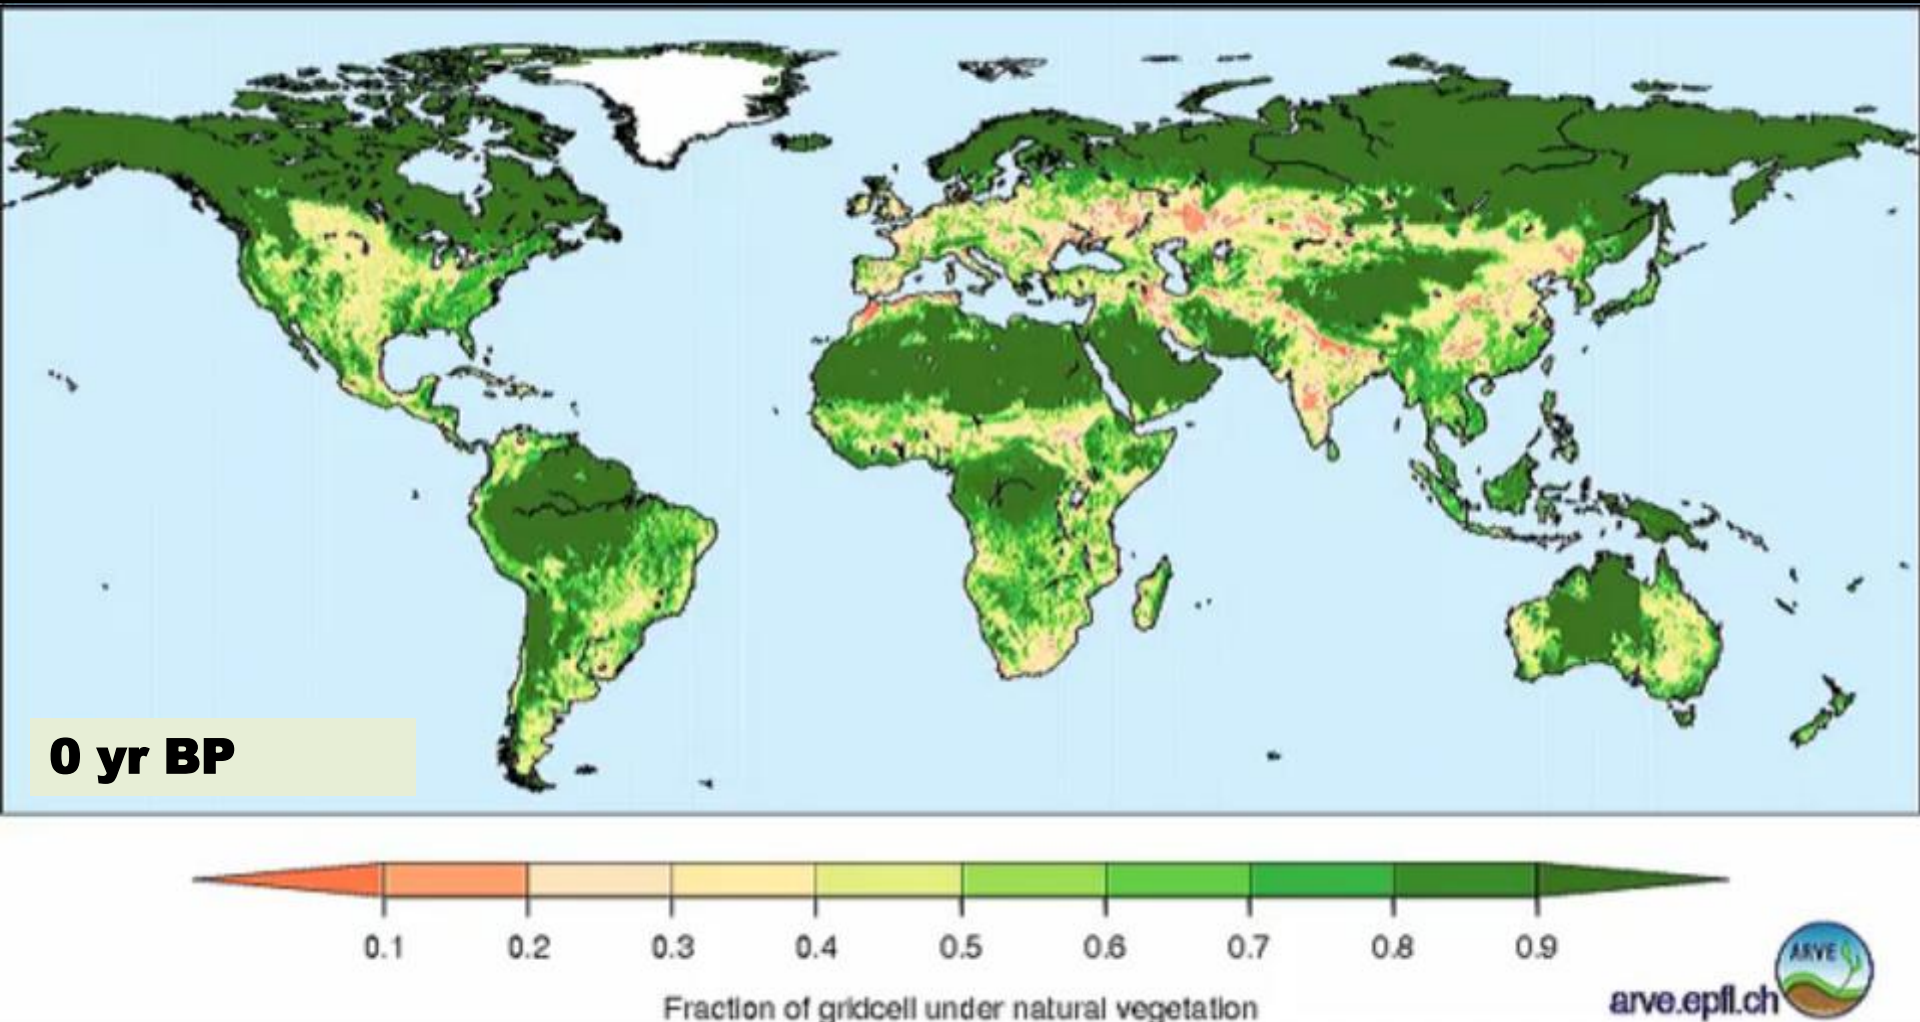 0 yr BP
0.1 0.2 0.3 0.4 0.5 0.6 0.7 0.8 0.9
ARVE
arve.epfl.ch
Fraction of gridcell under natural vegetation